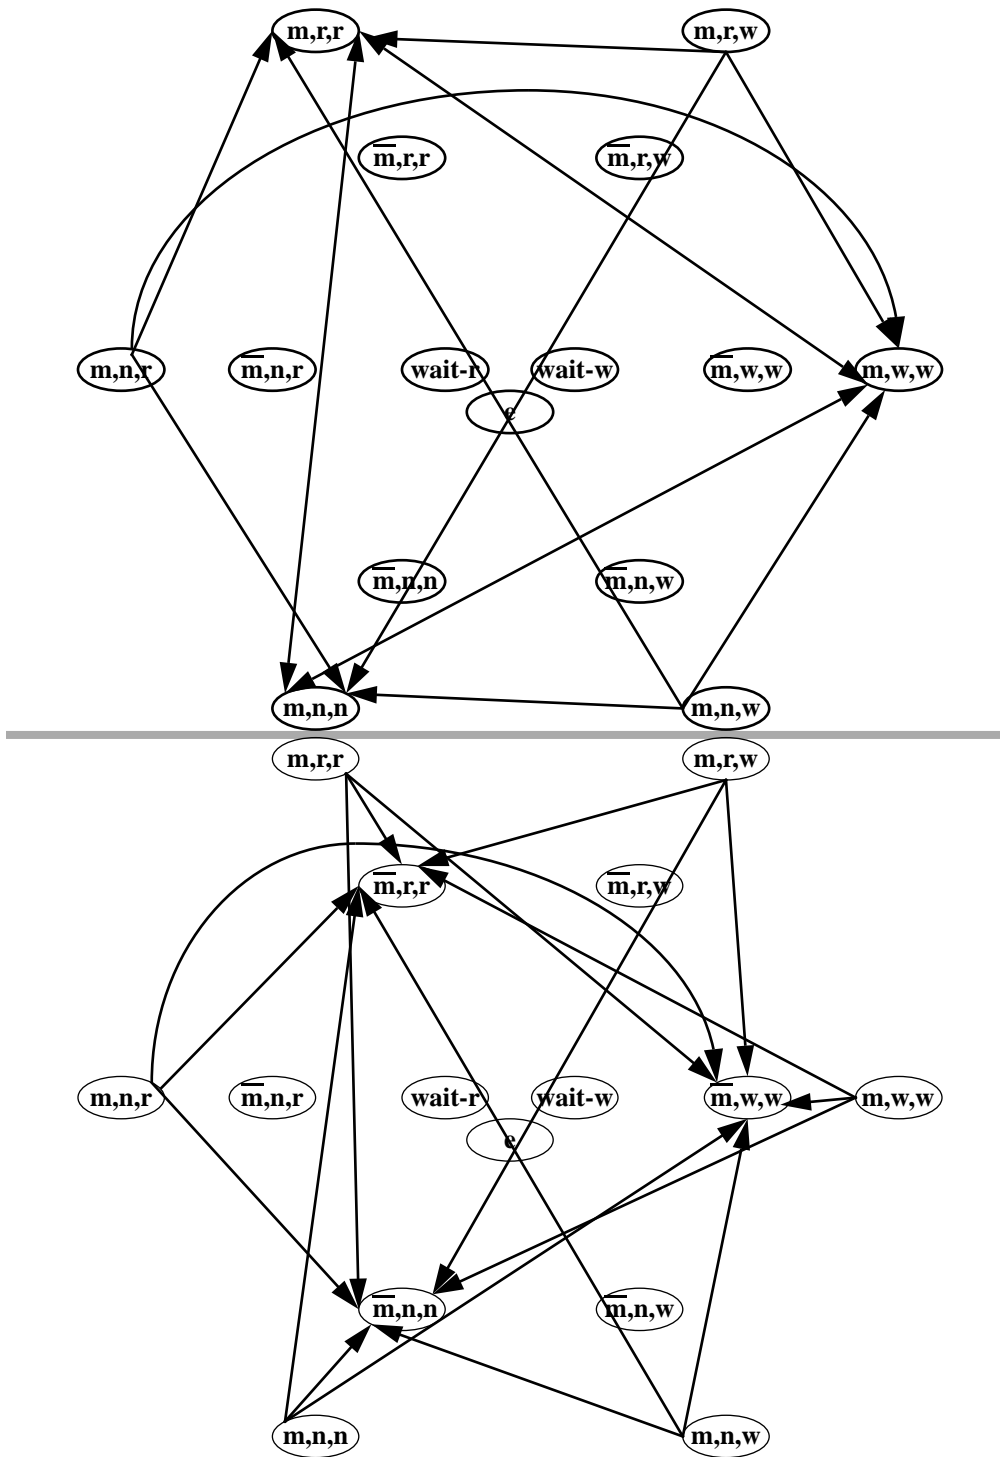 m,r,r m,r,w
m̅,r,r m̅,r,w
m,n,r m̅,n,r wait-r wait-w m̅,w,w m,w,w
e
m̅,n,n m̅,n,w
m,n,n m,n,w
m,r,r m,r,w
m̅,r,r m̅,r,w
m,n,r m̅,n,r wait-r wait-w m̅,w,w m,w,w
e
m̅,n,n m̅,n,w
m,n,n m,n,w